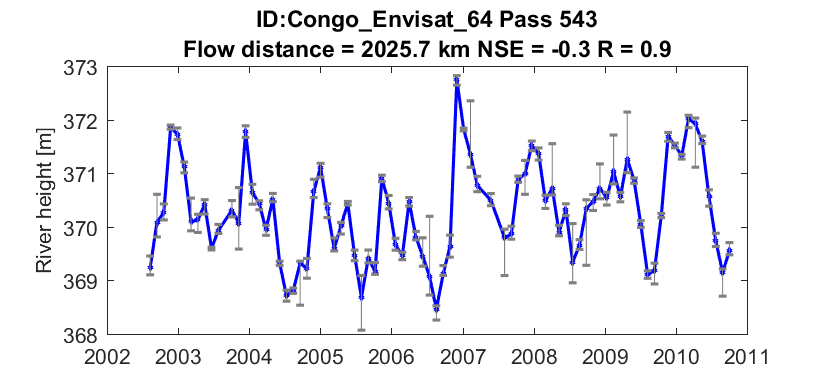 ID:Congo_Envisat_64 Pass 543
Flow distance = 2025.7 km NSE = -0.3 R = 0.9
River height [m]
373
372
371
370
369
368
2002 2003 2004 2005 2006 2007 2008 2009 2010 2011